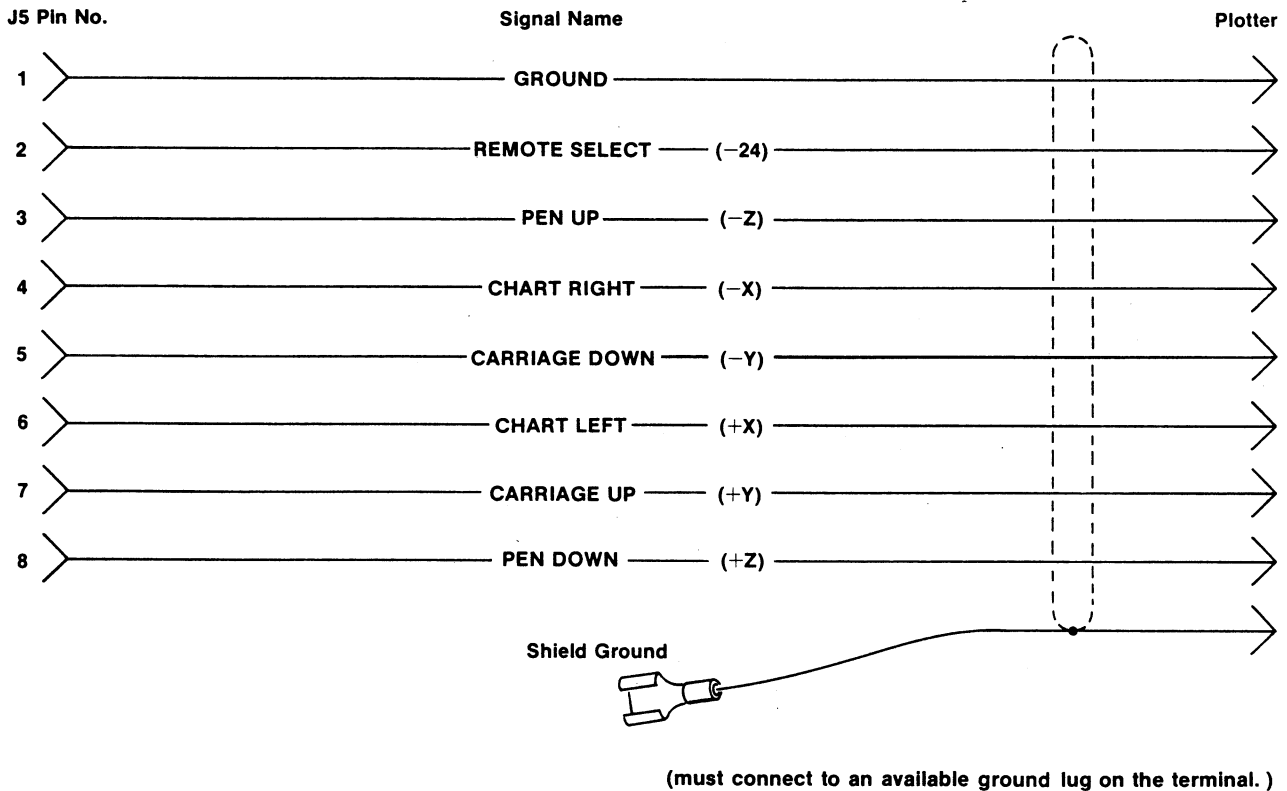 J5 Pin No. Signal Name Plotter
1 GROUND
2 REMOTE SELECT (−24)
3 PEN UP (−Z)
4 CHART RIGHT (−X)
5 CARRIAGE DOWN (−Y)
6 CHART LEFT (+X)
7 CARRIAGE UP (+Y)
8 PEN DOWN (+Z)
Shield Ground
(must connect to an available ground lug on the terminal. )